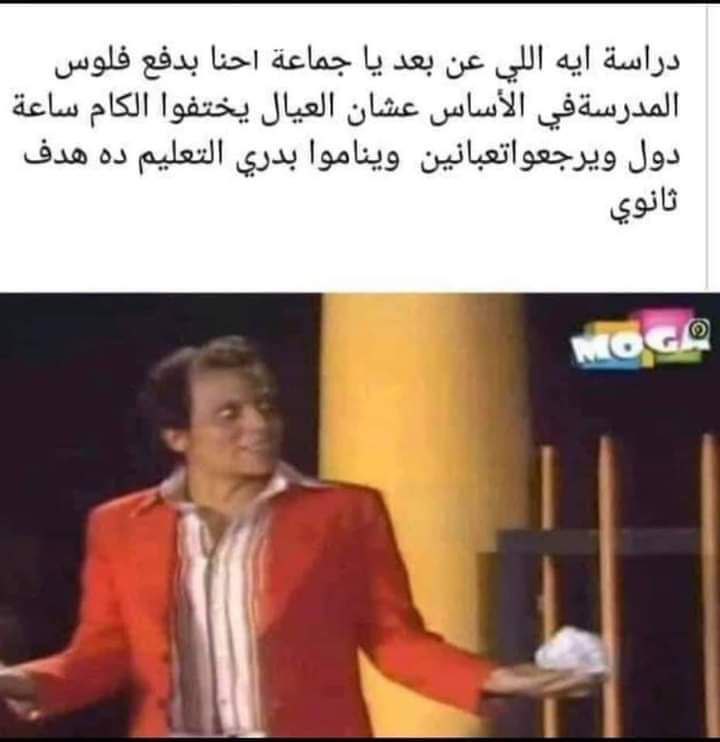 دراسة ايه اللي عن بعد يا جماعة احنا بدفع فلوس
المدرسةفي الأساس عشان العيال يختفوا الكام ساعة
دول ويرجعواتعبانين ويناموا بدري التعليم ده هدف
ثانوي
MOGA